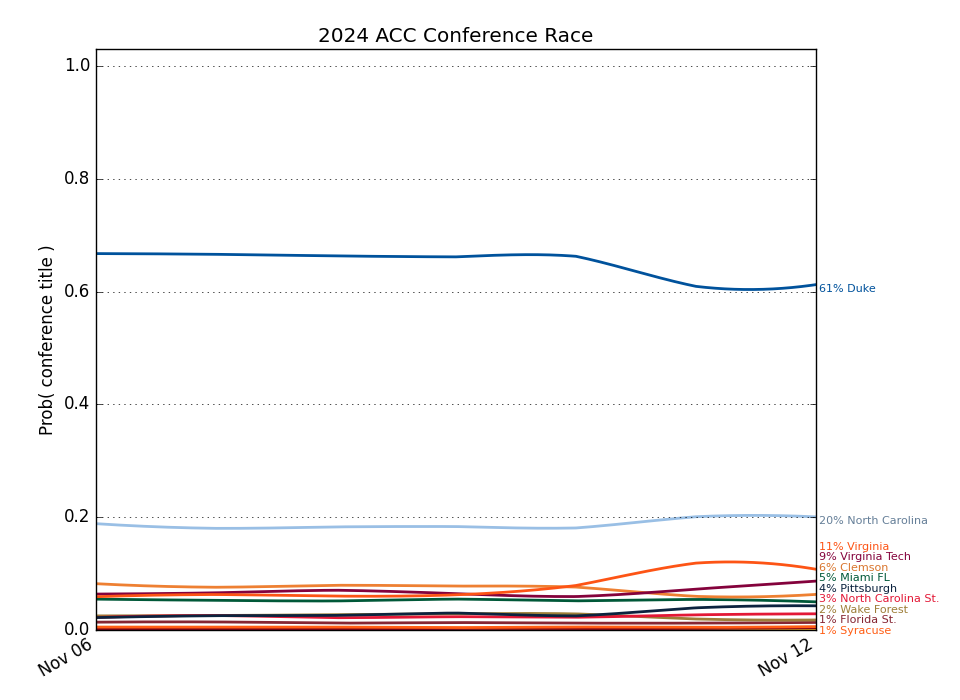 2024 ACC Conference Race
Prob( conference title )
1.0
0.8
0.6
0.4
0.2
0.0
Nov 06
Nov 12
61% Duke
20% North Carolina
11% Virginia
9% Virginia Tech
6% Clemson
5% Miami FL
4% Pittsburgh
3% North Carolina St.
2% Wake Forest
1% Florida St.
1% Syracuse